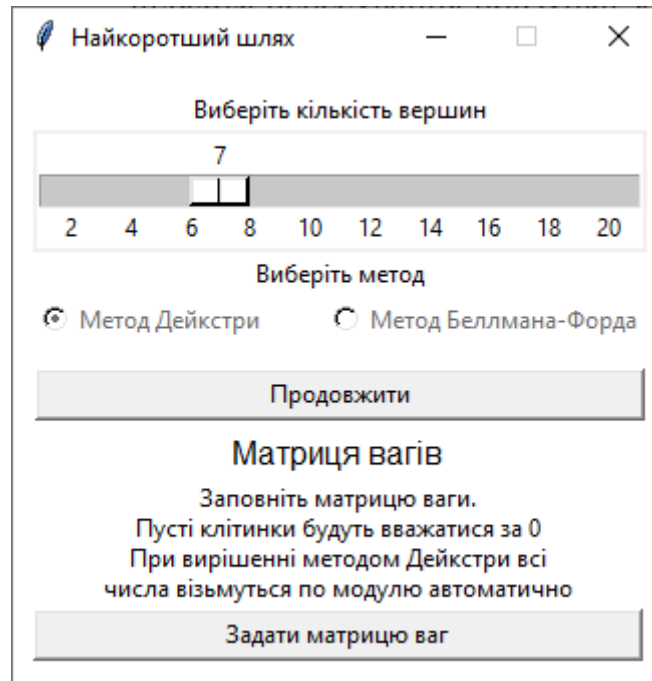 Найкоротший шлях
Виберіть кількість вершин
7
2 4 6 8 10 12 14 16 18 20
Виберіть метод
Метод Дейкстри Метод Беллмана-Форда
Продовжити
Матриця вагів
Заповніть матрицю ваги.
Пусті клітинки будуть вважатися за 0
При вирішенні методом Дейкстри всі
числа візьмуться по модулю автоматично
Задати матрицю ваг